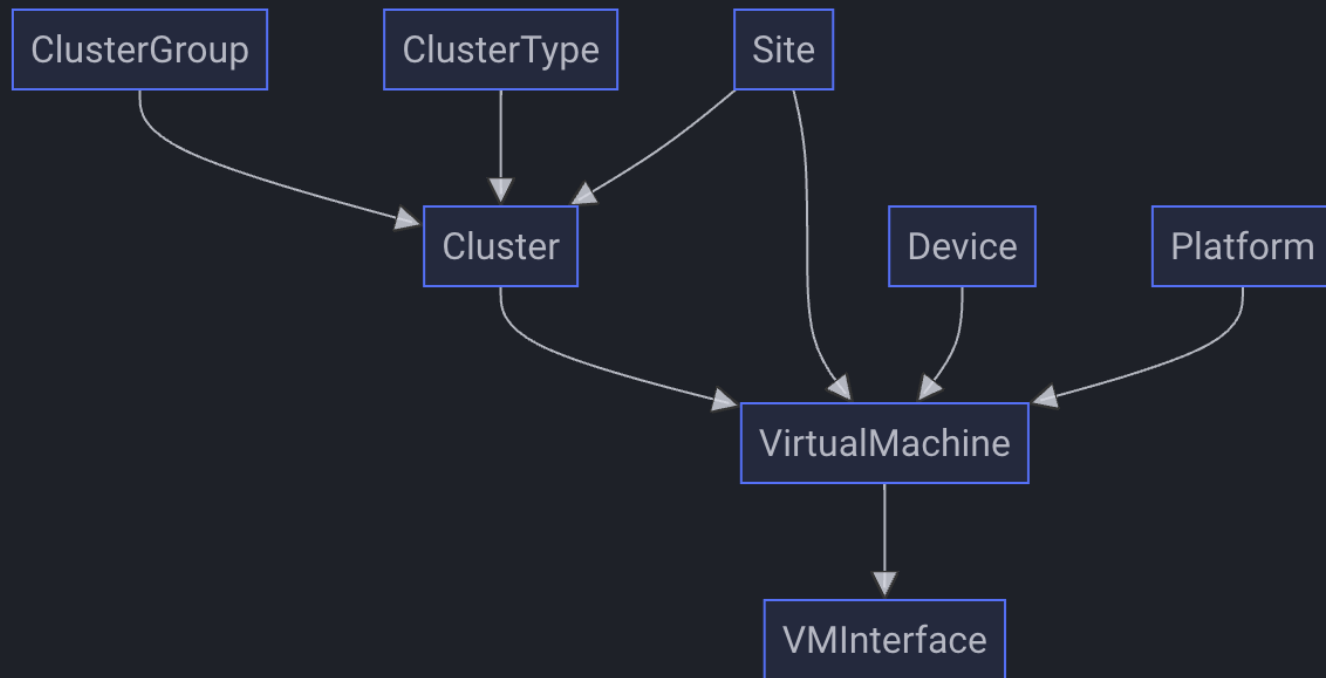 ClusterGroup
ClusterType
Site
Cluster
Device
Platform
VirtualMachine
VMInterface